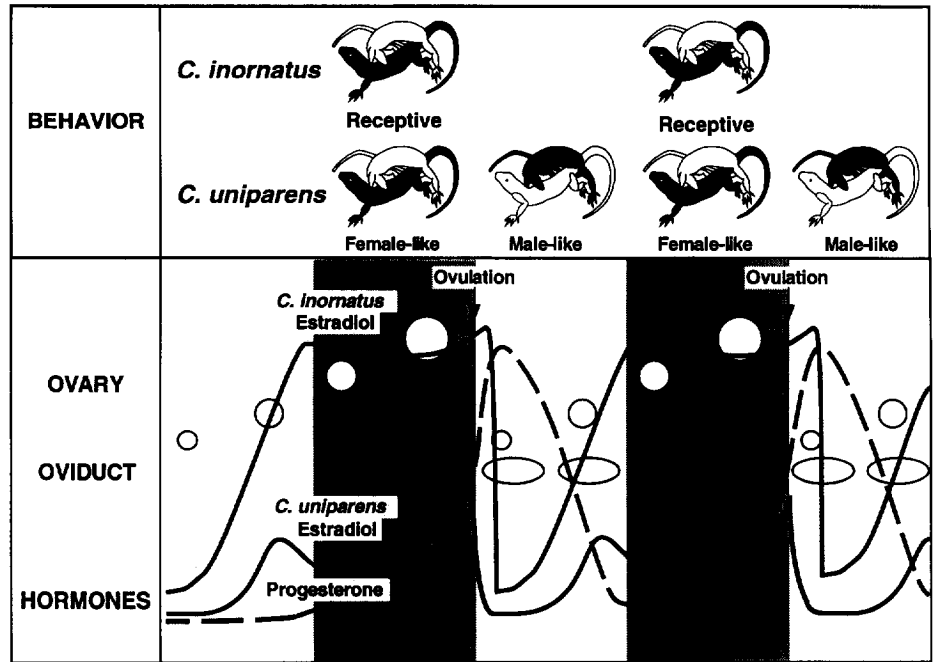 BEHAVIOR
C. inornatus
Receptive
Receptive
C. uniparens
Female-like
Male-like
Female-like
Male-like
Ovulation
Ovulation
C. inornatus
Estradiol
OVARY
OVIDUCT
C. uniparens
Estradiol
Progesterone
HORMONES